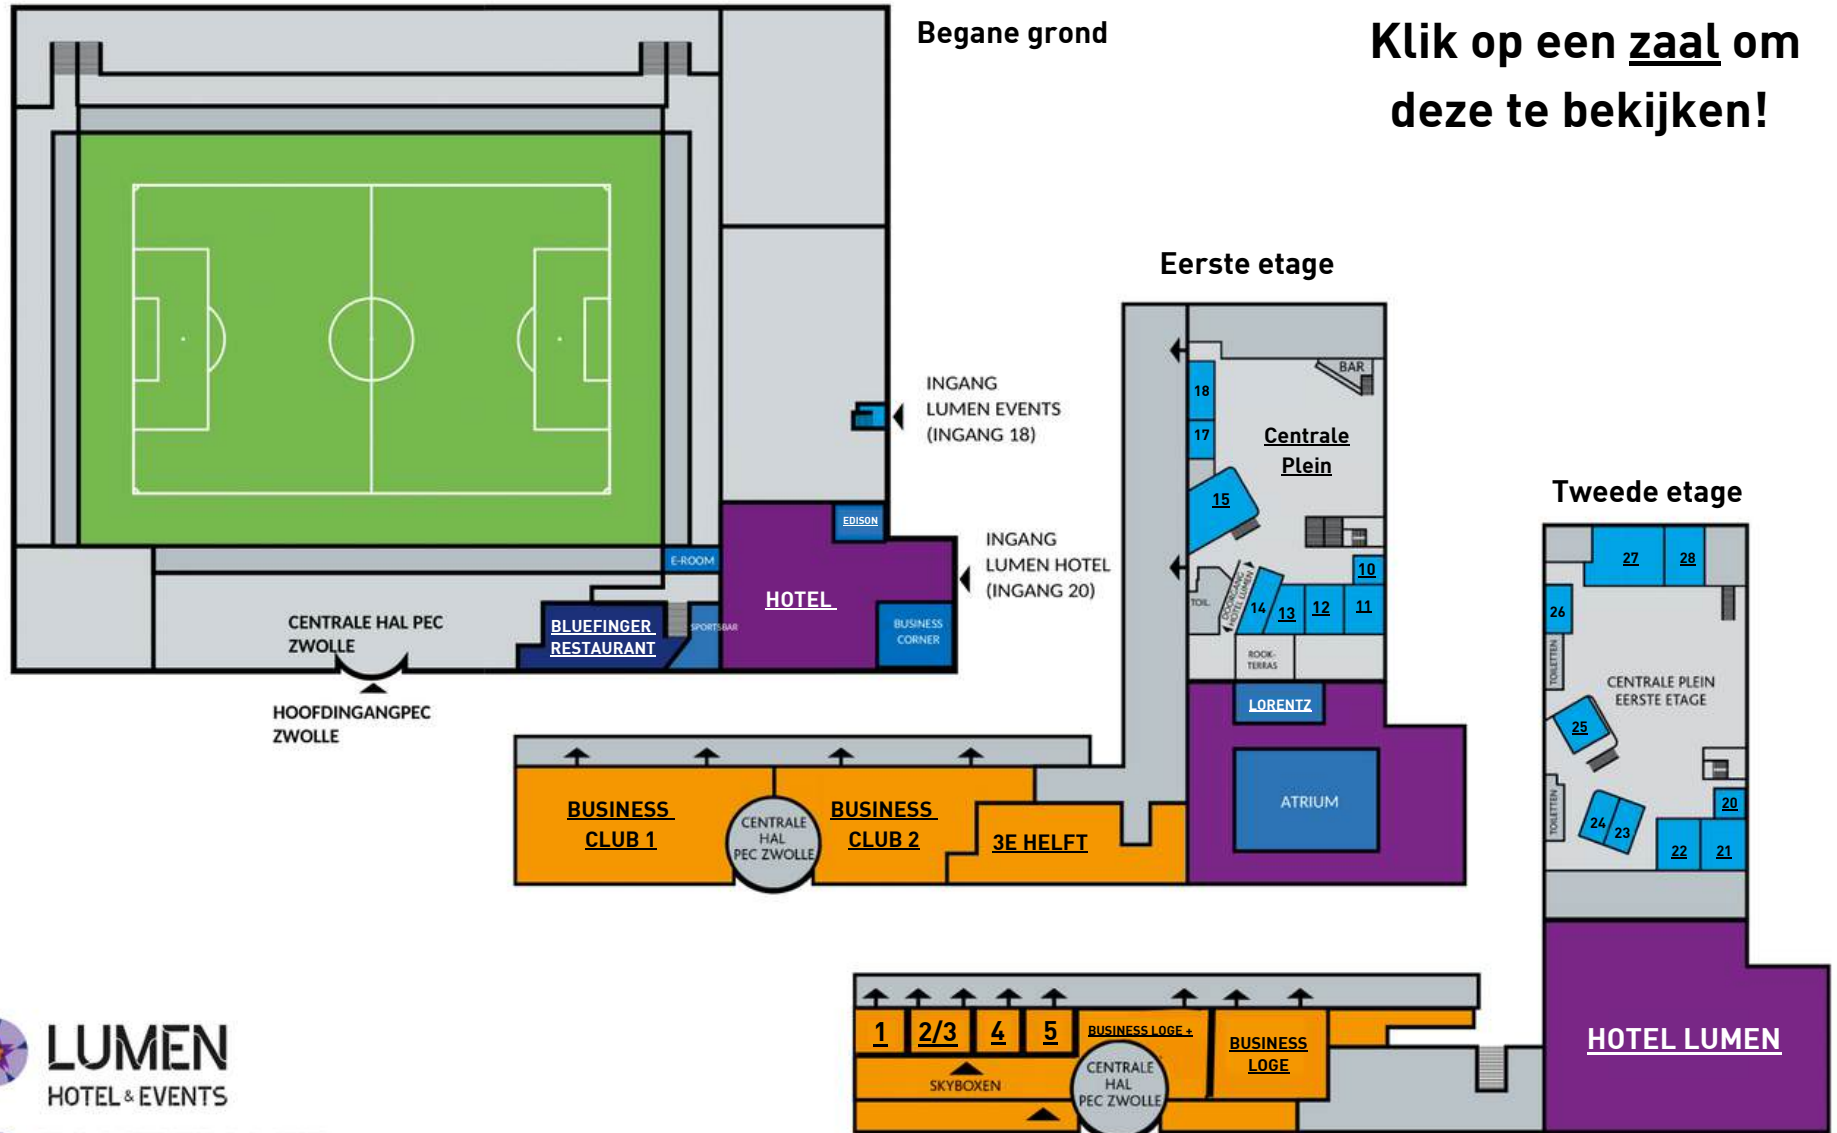 Begane grond
Klik op een zaal om
deze te bekijken!
INGANG
LUMEN EVENTS
(INGANG 18)
EDISON
E-ROOM
INGANG
LUMEN HOTEL
(INGANG 20)
HOTEL
BUSINESS
CORNER
SPORTSBAR
BLUEFINGER
RESTAURANT
CENTRALE HAL PEC
ZWOLLE
HOOFDINGANGPEC
ZWOLLE
Eerste etage
BAR
18
17
Centrale
Plein
15
10
TOIL.
DOORGANG
HOTEL LUMEN
14
13
12
11
ROOK-
TERRAS
LORENTZ
ATRIUM
BUSINESS
CLUB 1
CENTRALE
HAL
PEC ZWOLLE
BUSINESS
CLUB 2
3E HELFT
Tweede etage
27
28
26
TOILETTEN
CENTRALE PLEIN
EERSTE ETAGE
25
TOILETTEN
20
24
23
22
21
HOTEL LUMEN
1
2/3
4
5
BUSINESS LOGE +
BUSINESS
LOGE
SKYBOXEN
CENTRALE
HAL
PEC ZWOLLE
LUMEN
HOTEL & EVENTS